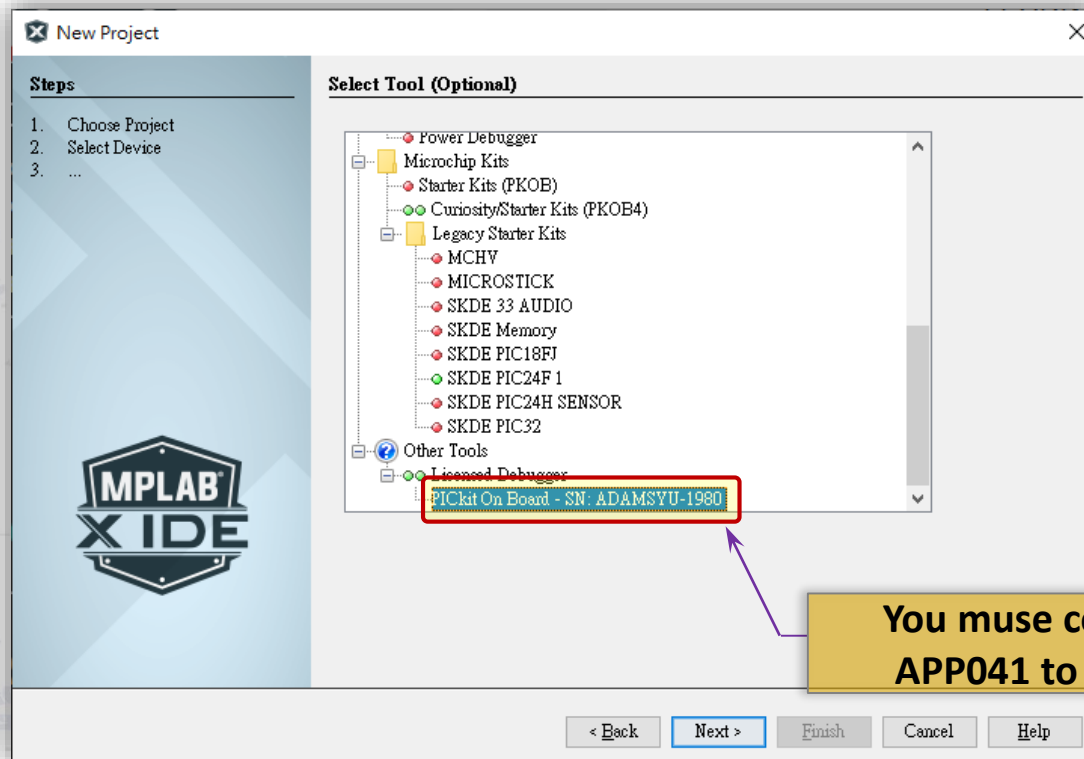 New Project
Steps
1. Choose Project
2. Select Device
3. ...
Select Tool (Optional)
Power Debugger
Microchip Kits
Starter Kits (PKOB)
Curiosity/Starter Kits (PKOB4)
Legacy Starter Kits
MCHV
MICROSTICK
SKDE 33 AUDIO
SKDE Memory
SKDE PIC18FJ
SKDE PIC24F 1
SKDE PIC24H SENSOR
SKDE PIC32
Other Tools
Licensed Debugger
PICkit On Board - SN: ADAMSYU-1980
MPLAB
X IDE
You muse
APP041 to
< Back Next > Finish Cancel Help